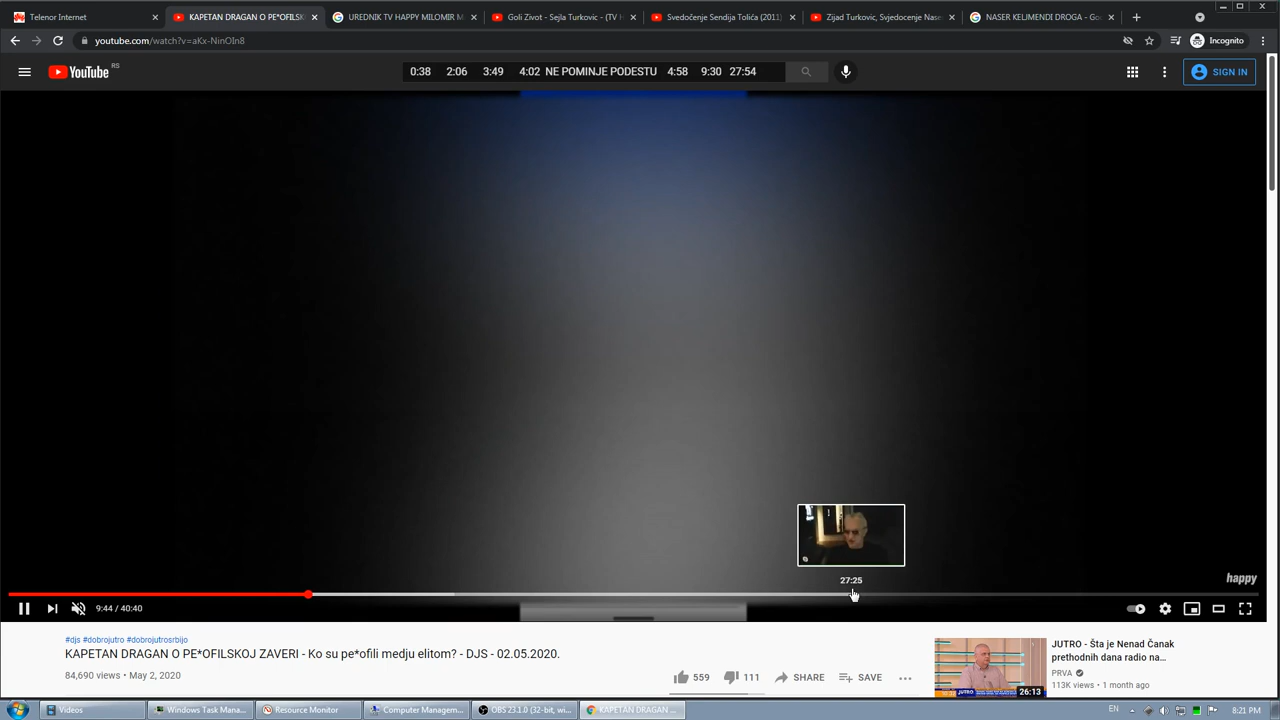 Telenor Internet
KAPETAN DRAGAN O PE*OFILSK
UREDNIK TV HAPPY MILOMIR M
Goli Zivot - Sejla Turkovic - (TV H
Svedočenje Sendija Tolića (2011)
Zijad Turkovic, Svjedocenje Nase
NASER KELJMENDI DROGA - Go
youtube.com/watch?v=aKx-NinOIn8
Incognito
YouTube RS
0:38 2:06 3:49 4:02 NE POMINJE PODESTU 4:58 9:30 27:54
SIGN IN
27:25
happy
9:44 / 40:40
#djs #dobrojutro #dobrojutrosrbijo
KAPETAN DRAGAN O PE*OFILSKOJ ZAVERI - Ko su pe*ofili medju elitom? - DJS - 02.05.2020.
84,690 views • May 2, 2020
559
111
SHARE
SAVE
JUTRO
26:13
JUTRO - Šta je Nenad Čanak
prethodnih dana radio na...
PRVA
113K views • 1 month ago
Videos
Windows Task Mana...
Resource Monitor
Computer Managem...
OBS 23.1.0 (32-bit, wi...
KAPETAN DRAGAN ...
EN
8:21 PM